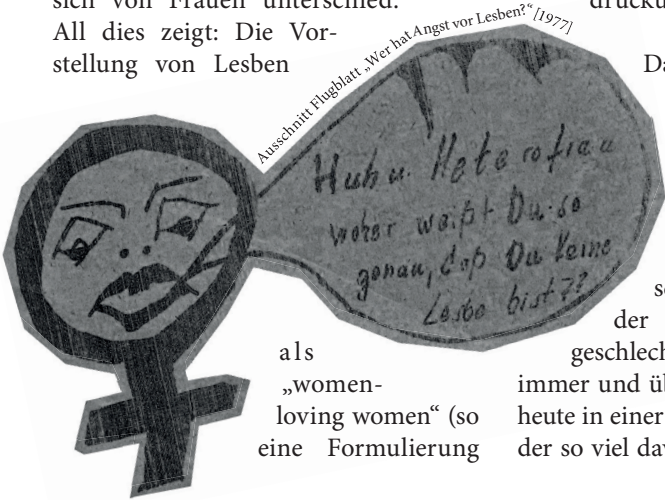 sich von Frauen unterschied.
All dies zeigt: Die Vor-
stellung von Lesben
Ausschnitt Flugblatt „Wer hat Angst vor Lesben?“ [1977]
Huhu Heterofrau
woher weißt Du so
genau, daß Du keine
Lesbe bist??
als
„women-
loving women“ (so
eine Formulierung
drucku
Da
se
der
geschlech
immer und üb
heute in einer
der so viel dav